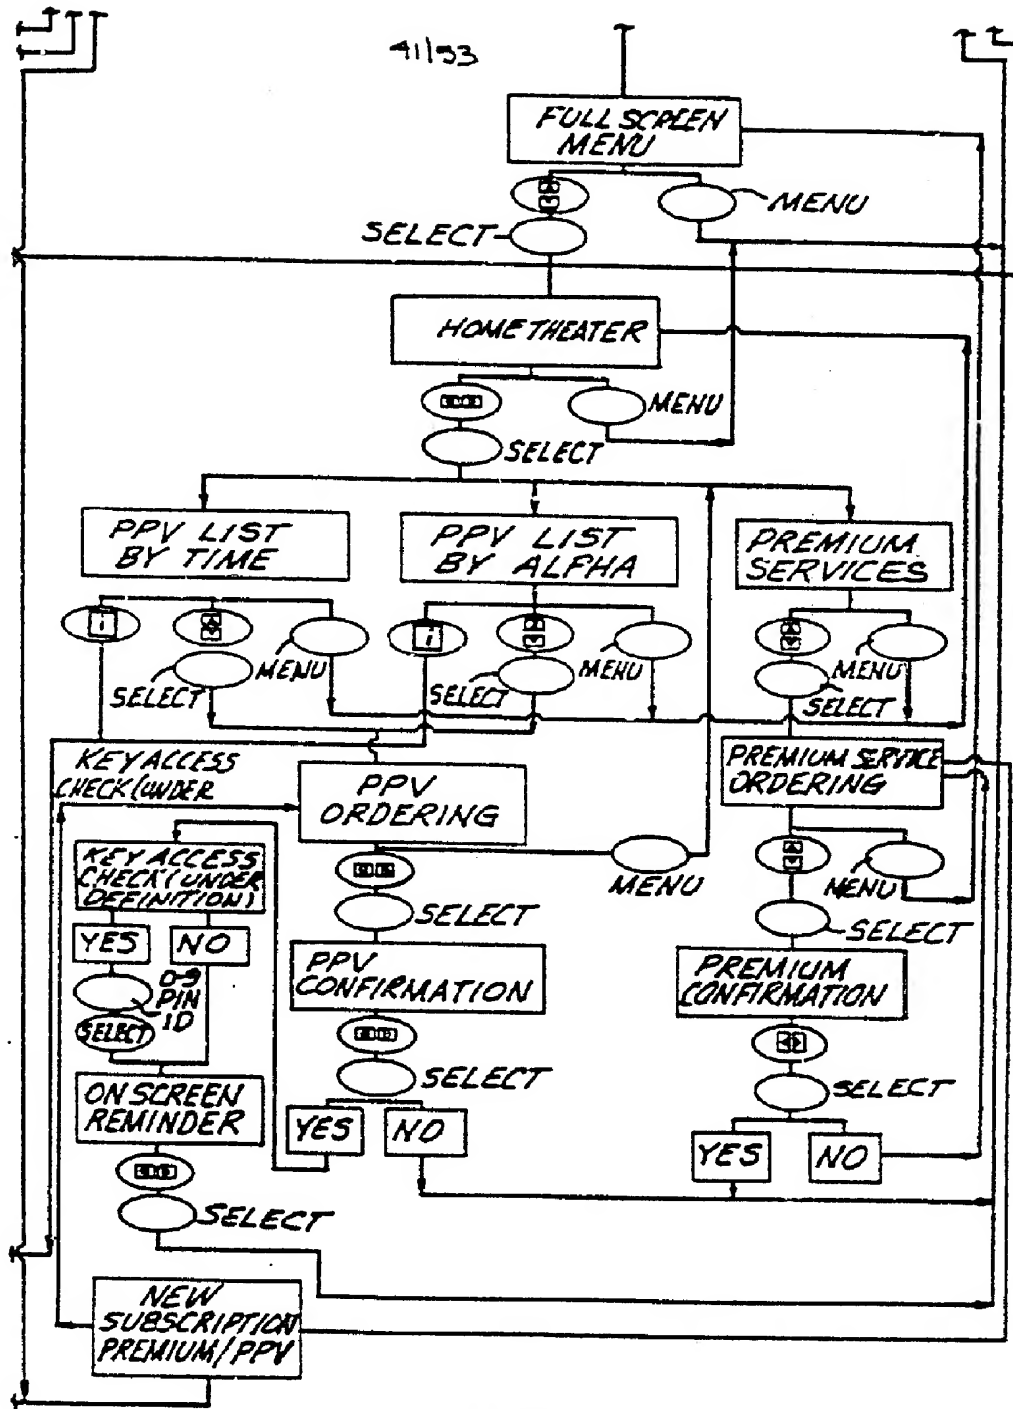 41/53
FULL SCREEN
MENU
MENU
SELECT
HOME THEATER
MENU
SELECT
PPV LIST
BY TIME
PPV LIST
BY ALFHA
PREMIUM
SERVICES
i
SELECT
MENU
i
SELECT
MENU
MENU
SELECT
KEY ACCESS
CHECK (UNDER
PPV
ORDERING
PREMIUM SERVICE
ORDERING
KEY ACCESS
CHECK (UNDER
DEFINITION)
MENU
MENU
SELECT
SELECT
YES
NO
0-9
PIN
ID
SELECT
PPV
CONFIRMATION
PREMIUM
CONFIRMATION
SELECT
SELECT
ON SCREEN
REMINDER
YES
NO
YES
NO
SELECT
NEW
SUBSCRIPTION
PREMIUM/PPV